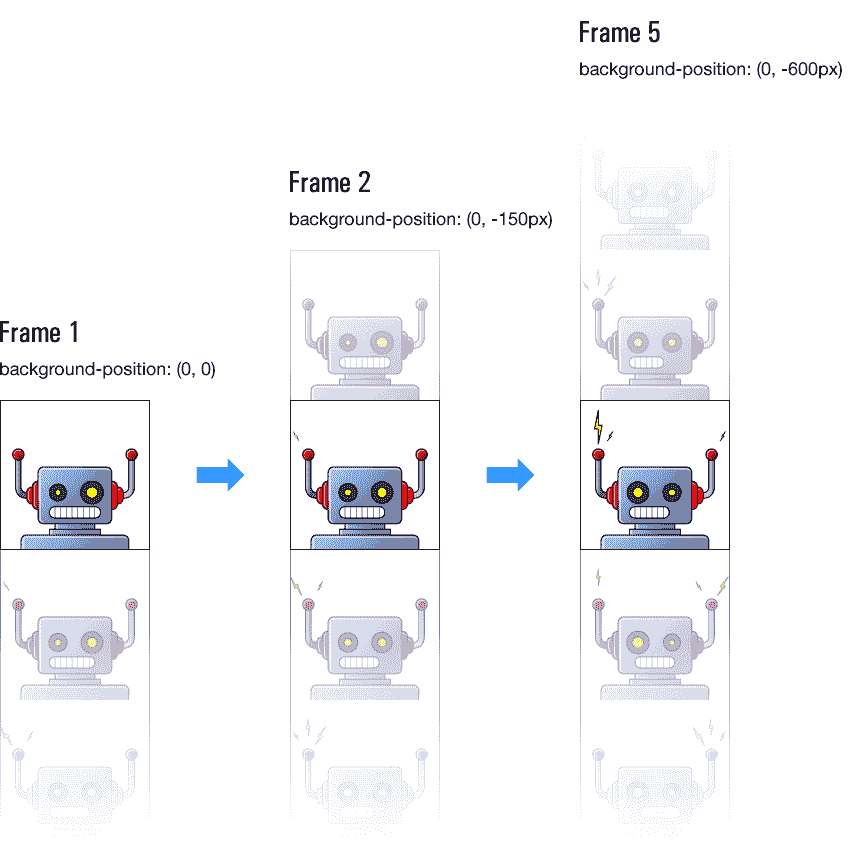 Frame 5
background-position: (0, -600px)
Frame 2
background-position: (0, -150px)
Frame 1
background-position: (0, 0)